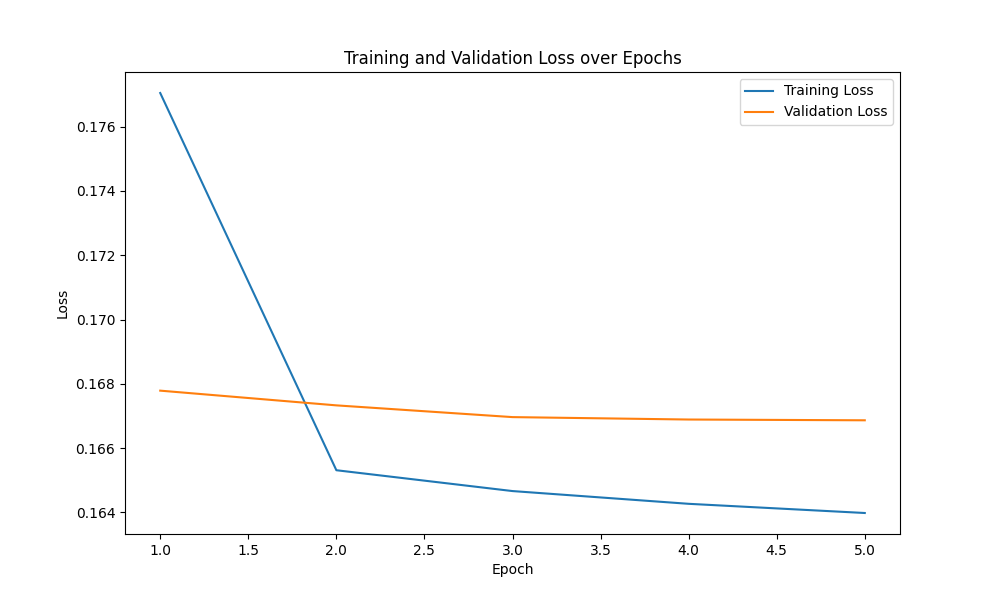 Training and Validation Loss over Epochs
Training Loss
Validation Loss
0.176
0.174
0.172
0.170
0.168
0.166
0.164
Loss
1.0 1.5 2.0 2.5 3.0 3.5 4.0 4.5 5.0
Epoch